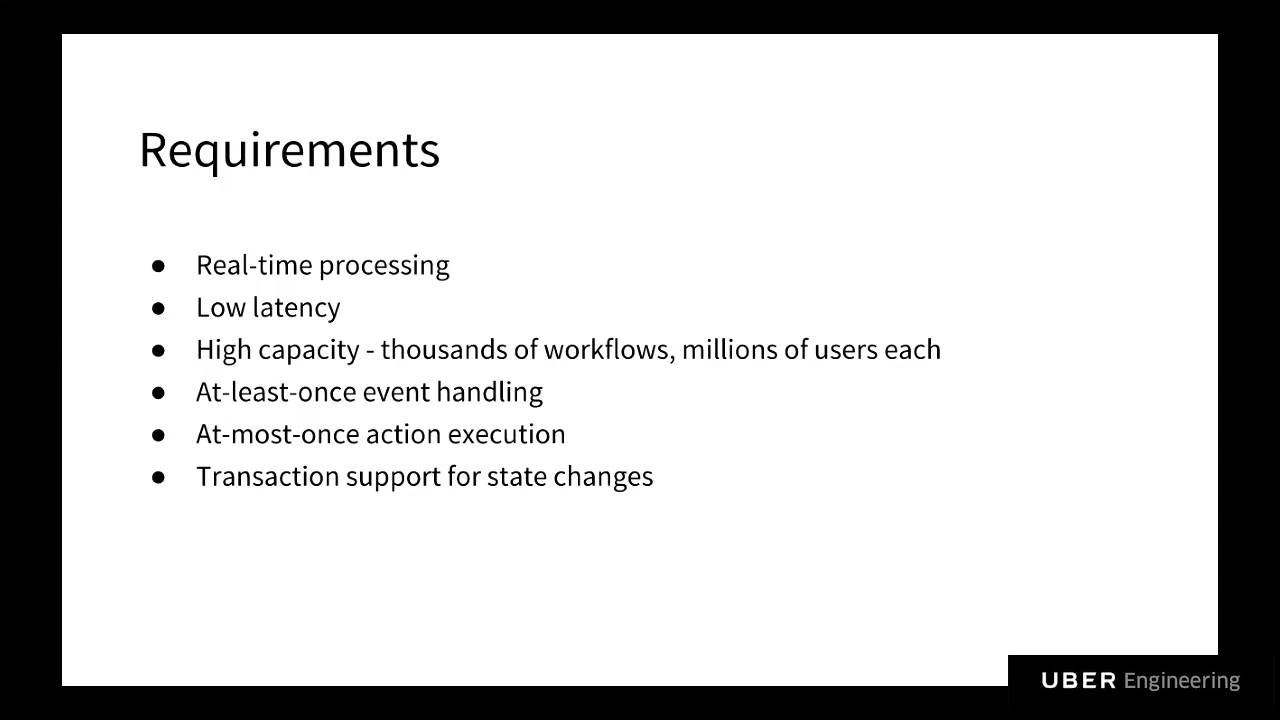 Requirements
● Real-time processing
● Low latency
● High capacity - thousands of workflows, millions of users each
● At-least-once event handling
● At-most-once action execution
● Transaction support for state changes
UBER Engineering